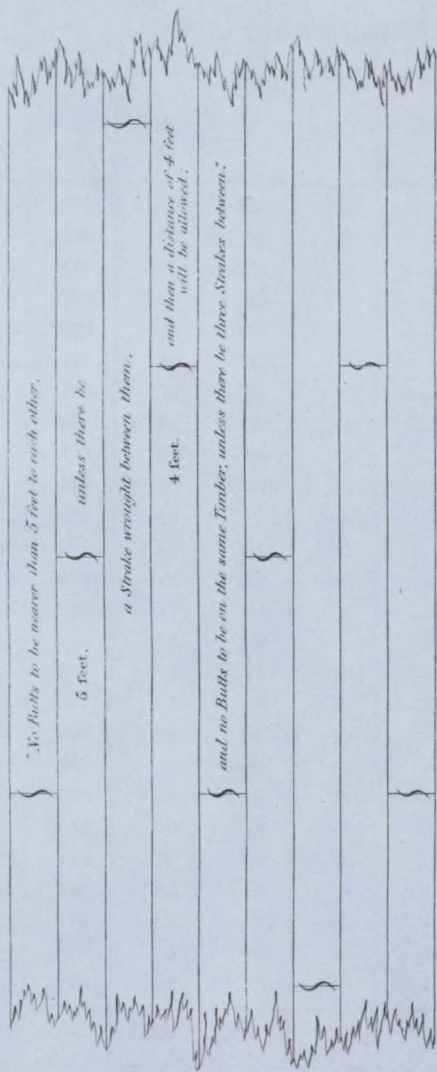 "No Butts to be nearer than 5 feet to each other,
5 feet.
unless there be
a Strake wrought between them,
4 feet.
and then a distance of 4 feet
will be allowed;
and no Butts to be on the same Timber, unless there be three Strakes between."